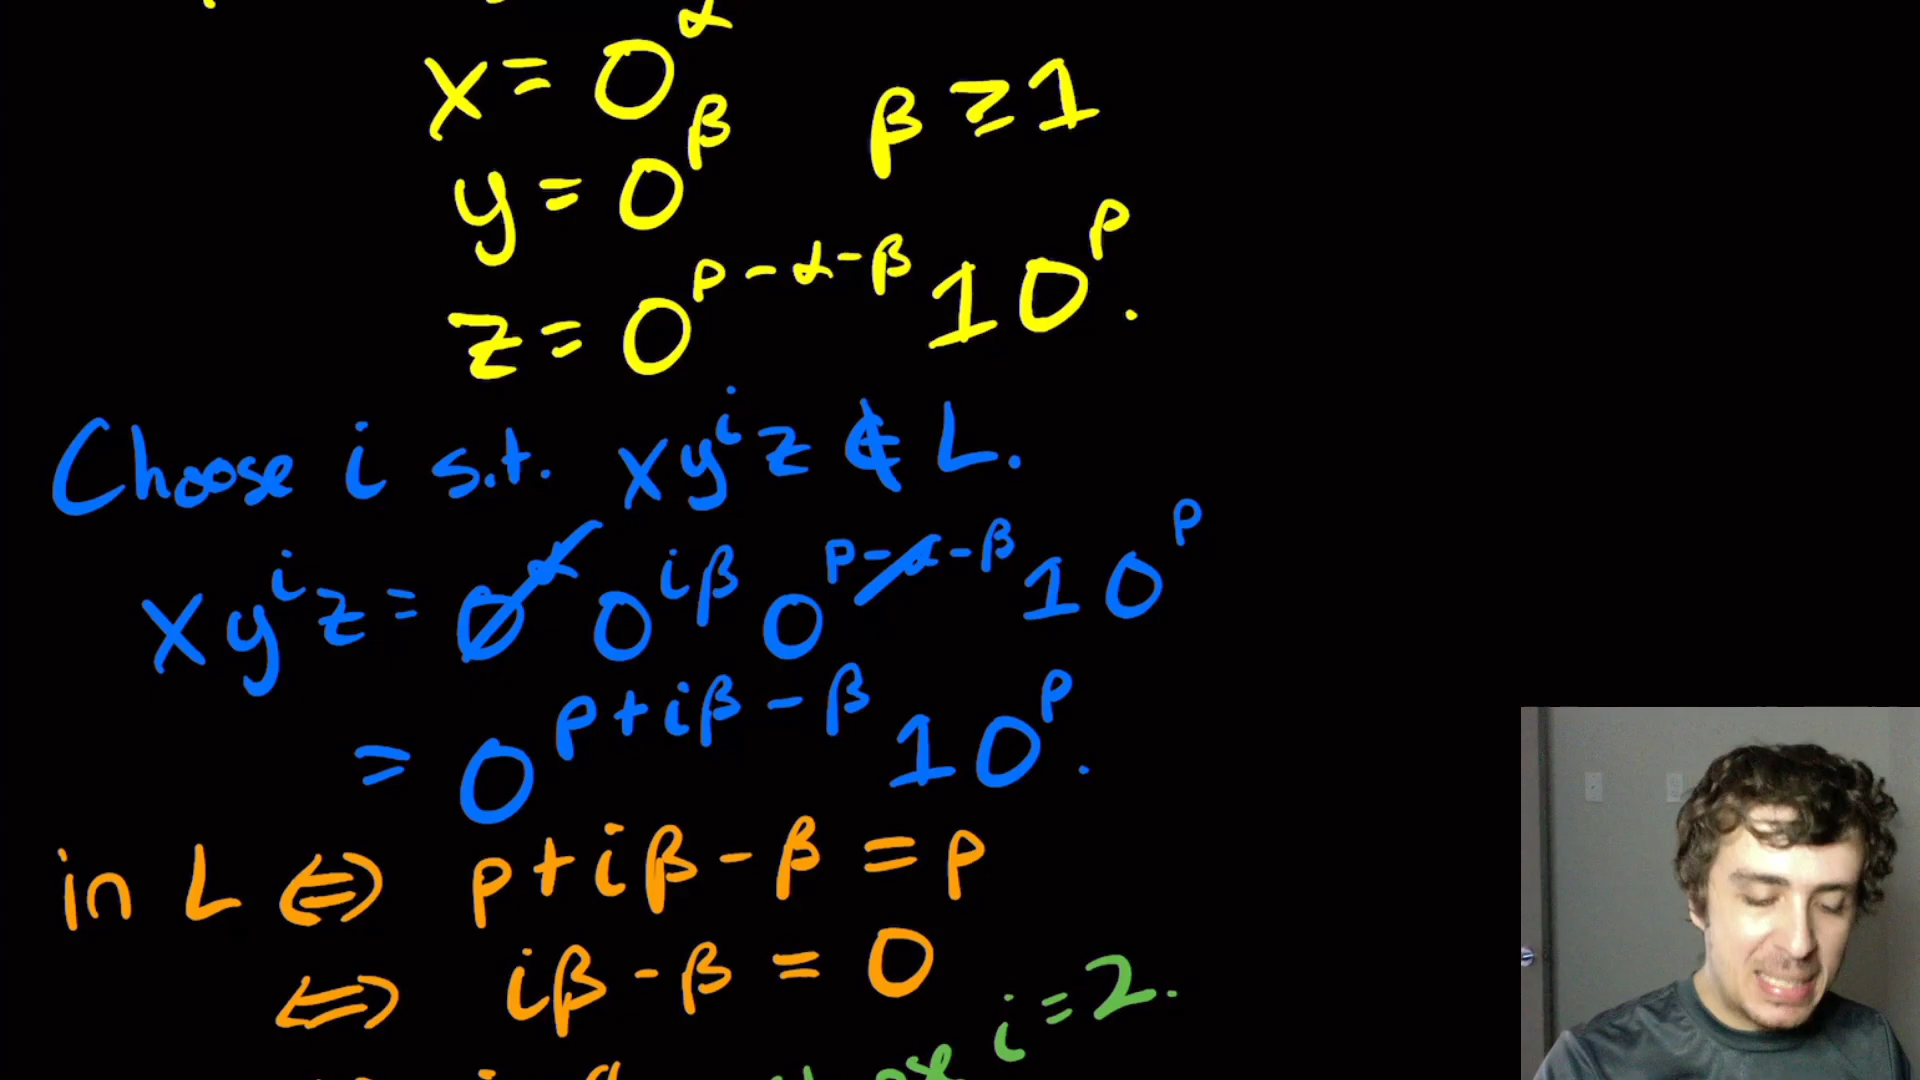 x = 0^α
y = 0^β   β ≥ 1
z = 0^{p-α-β} 1 0^p.
Choose i s.t. xy^i z ∉ L.
xy^i z = 0^α 0^{iβ} 0^{p-α-β} 1 0^p
= 0^{p+iβ-β} 1 0^p.
in L ⇔ p+iβ-β = p
⇔ iβ-β = 0
i=2.